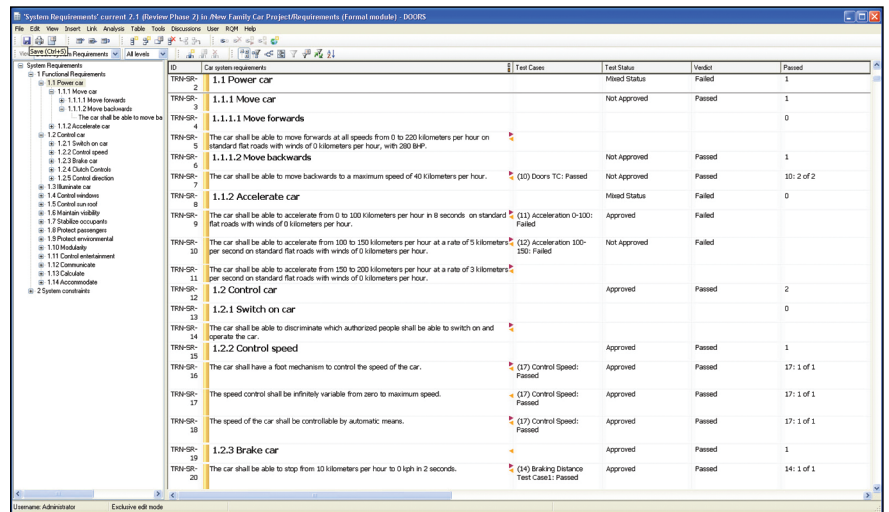 'System Requirements' current 2.1 (Review Phase 2) in /New Family Car Project/Requirements (Formal module) - DOORS
File Edit View Insert Link Analysis Table Tools Discussions User RQM Help
Save (Ctrl+S) Requirements All levels
System Requirements
1 Functional Requirements
1.1 Power car
1.1.1 Move car
1.1.1.1 Move forwards
1.1.1.2 Move backwards
The car shall be able to move ba
1.1.2 Accelerate car
1.2 Control car
1.2.1 Switch on car
1.2.2 Control speed
1.2.3 Brake car
1.2.4 Clutch Controls
1.2.5 Control direction
1.3 Illuminate car
1.4 Control windows
1.5 Control sun roof
1.6 Maintain visibility
1.7 Stabilize occupants
1.8 Protect passengers
1.9 Protect environmental
1.10 Modularity
1.11 Control entertainment
1.12 Communicate
1.13 Calculate
1.14 Accommodate
2 System constraints
ID Car system requirements Test Cases Test Status Verdict Passed
TRN-SR- 1.1 Power car Mixed Status Failed 1
2
TRN-SR- 1.1.1 Move car Not Approved Passed 1
3
TRN-SR- 1.1.1.1 Move forwards 0
4
TRN-SR- The car shall be able to move forwards at all speeds from 0 to 220 kilometers per hour on
5 standard flat roads with winds of 0 kilometers per hour, with 280 BHP.
TRN-SR- 1.1.1.2 Move backwards Not Approved Passed 1
6
TRN-SR- The car shall be able to move backwards to a maximum speed of 40 Kilometers per hour. (10) Doors TC: Passed Not Approved Passed 10: 2 of 2
7
TRN-SR- 1.1.2 Accelerate car Mixed Status Failed 0
8
TRN-SR- The car shall be able to accelerate from 0 to 100 Kilometers per hour in 8 seconds on standard (11) Acceleration 0-100: Approved Failed
9 flat roads with winds of 0 kilometers per hour. Failed
TRN-SR- The car shall be able to accelerate from 100 to 150 kilometers per hour at a rate of 5 kilometers (12) Acceleration 100- Not Approved Failed
10 per second on standard flat roads with winds of 0 kilometers per hour. 150: Failed
TRN-SR- The car shall be able to accelerate from 150 to 200 kilometers per hour at a rate of 3 kilometers
11 per second on standard flat roads with winds of 0 kilometers per hour.
TRN-SR- 1.2 Control car Approved Passed 2
12
TRN-SR- 1.2.1 Switch on car 0
13
TRN-SR- The car shall be able to discriminate which authorized people shall be able to switch on and
14 operate the car.
TRN-SR- 1.2.2 Control speed Approved Passed 1
15
TRN-SR- The car shall have a foot mechanism to control the speed of the car. (17) Control Speed: Approved Passed 17: 1 of 1
16 Passed
TRN-SR- The speed control shall be infinitely variable from zero to maximum speed. (17) Control Speed: Approved Passed 17: 1 of 1
17 Passed
TRN-SR- The speed of the car shall be controllable by automatic means. (17) Control Speed: Approved Passed 17: 1 of 1
18 Passed
TRN-SR- 1.2.3 Brake car Approved Passed 1
19
TRN-SR- The car shall be able to stop from 10 kilometers per hour to 0 kph in 2 seconds. (14) Braking Distance Approved Passed 14: 1 of 1
20 Test Case1: Passed
Username: Administrator Exclusive edit mode